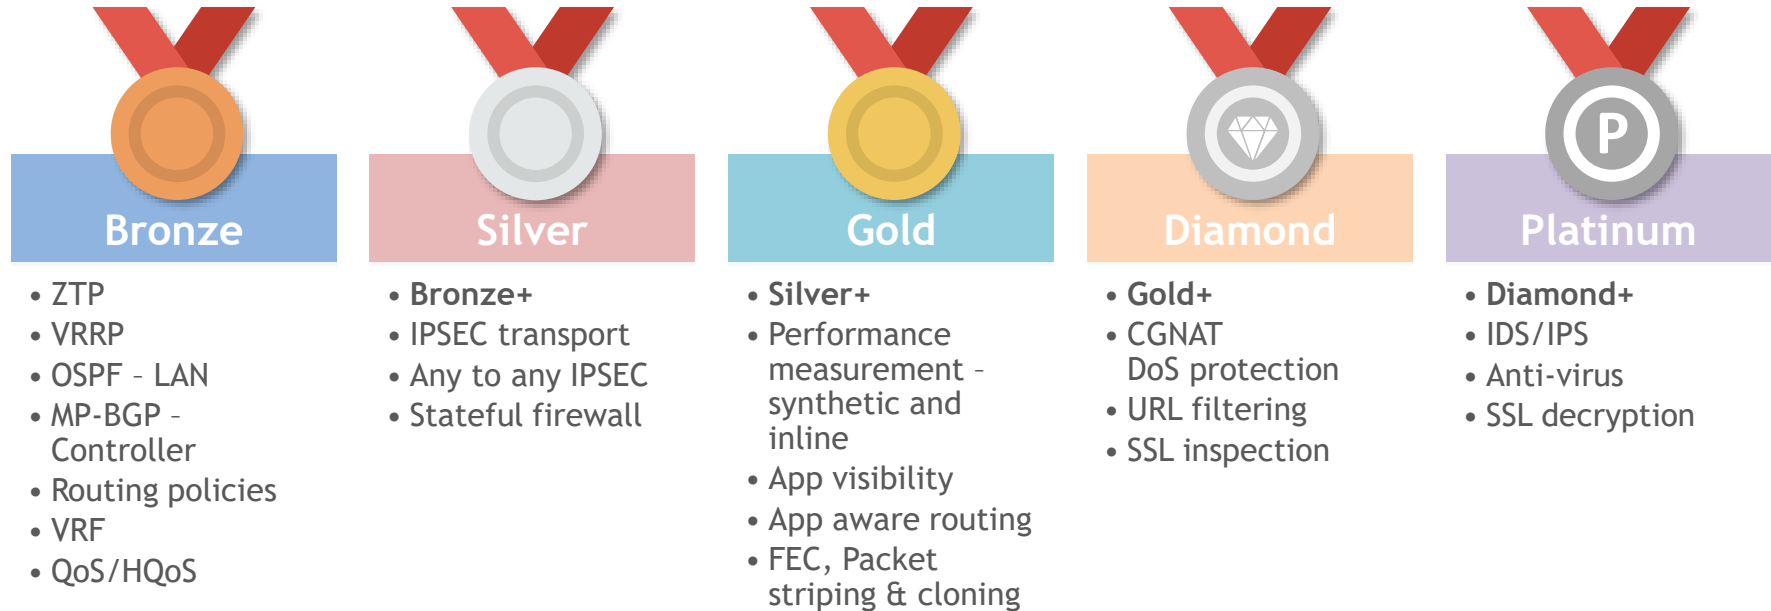 Bronze
• ZTP
• VRRP
• OSPF – LAN
• MP-BGP –
Controller
• Routing policies
• VRF
• QoS/HQoS
Silver
• Bronze+
• IPSEC transport
• Any to any IPSEC
• Stateful firewall
Gold
• Silver+
• Performance
measurement –
synthetic and
inline
• App visibility
• App aware routing
• FEC, Packet
striping & cloning
Diamond
• Gold+
• CGNAT
DoS protection
• URL filtering
• SSL inspection
P
Platinum
• Diamond+
• IDS/IPS
• Anti-virus
• SSL decryption